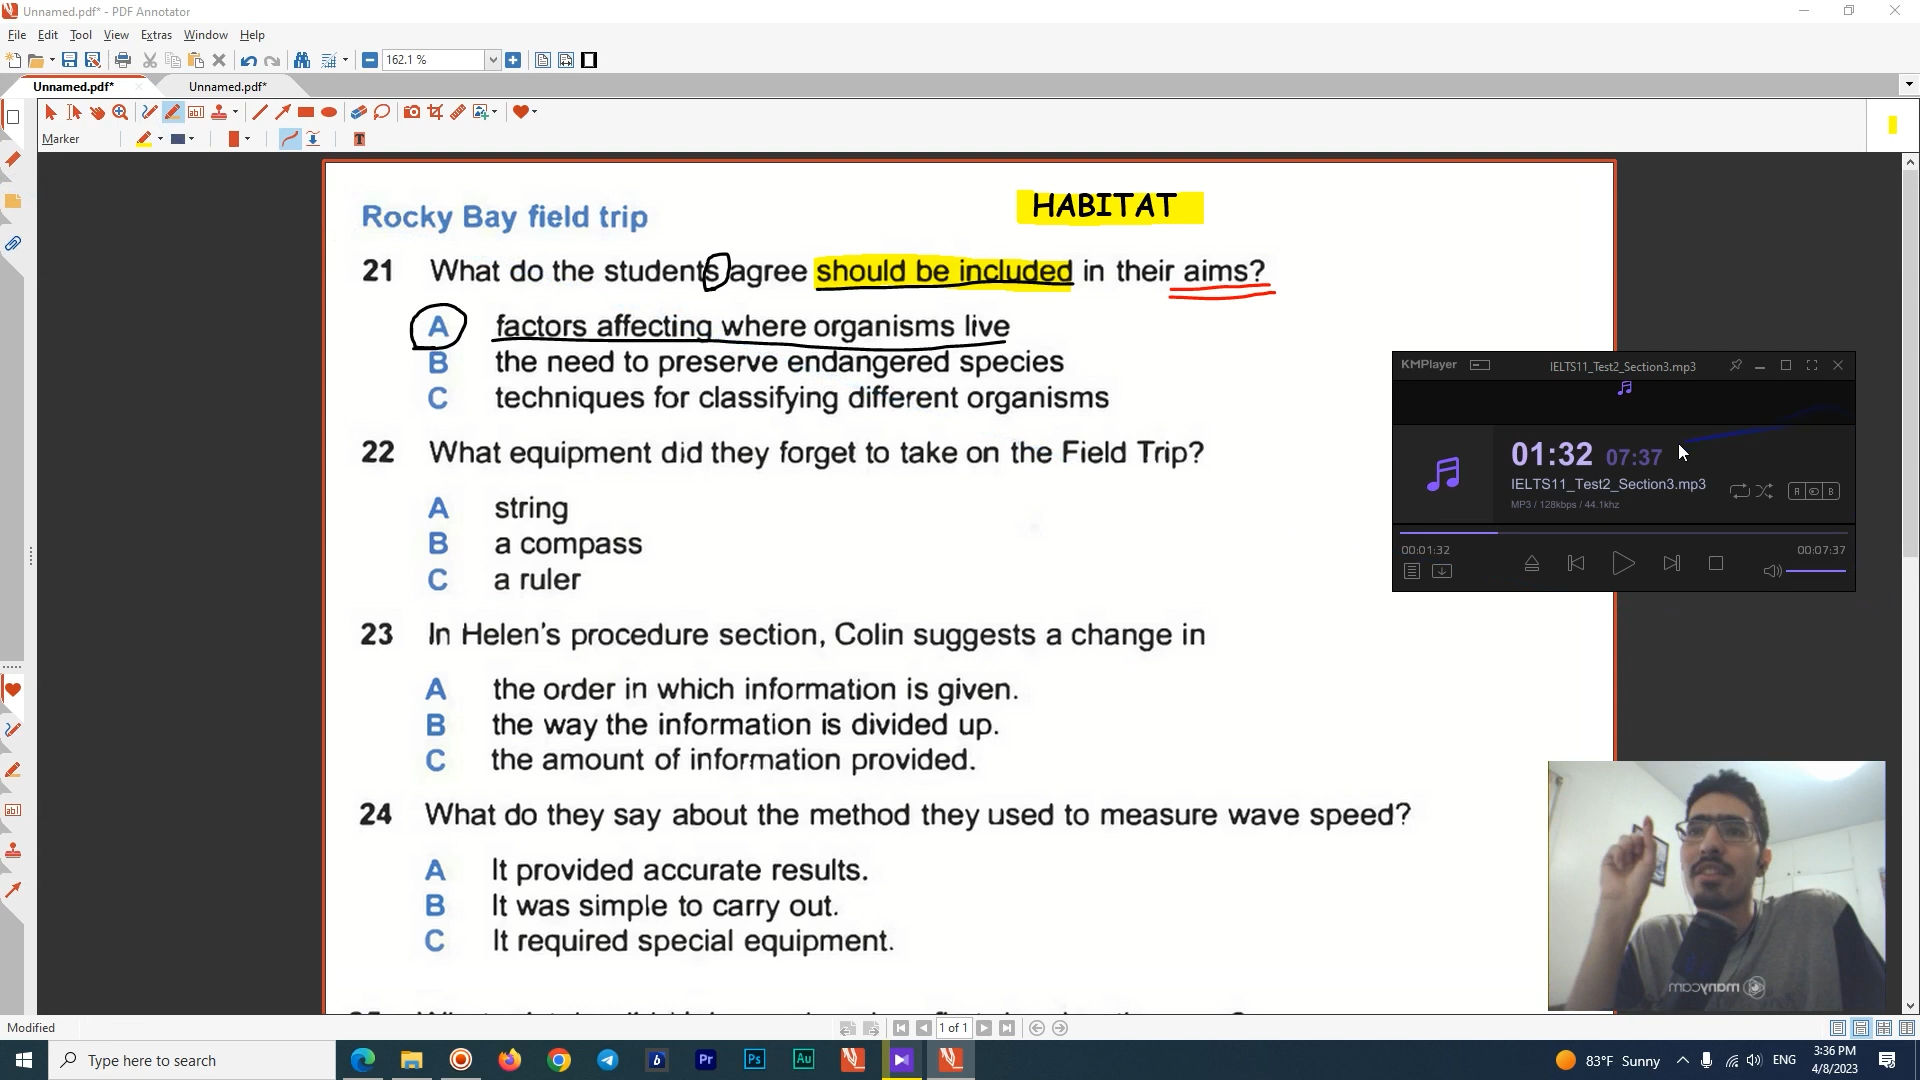 Unnamed.pdf* - PDF Annotator
File Edit Tool View Extras Window Help
162.1 %
Unnamed.pdf* Unnamed.pdf*
Marker
Rocky Bay field trip
HABITAT
21 What do the students agree should be included in their aims?
A factors affecting where organisms live
B the need to preserve endangered species
C techniques for classifying different organisms
22 What equipment did they forget to take on the Field Trip?
A string
B a compass
C a ruler
23 In Helen's procedure section, Colin suggests a change in
A the order in which information is given.
B the way the information is divided up.
C the amount of information provided.
24 What do they say about the method they used to measure wave speed?
A It provided accurate results.
B It was simple to carry out.
C It required special equipment.
KMPlayer IELTS11_Test2_Section3.mp3
01:32 07:37
IELTS11_Test2_Section3.mp3
MP3 / 128kbps / 44.1khz
A B
00:01:32 00:07:37
manycam
Modified
1 of 1
Type here to search
b Pr Ps Au
83°F Sunny
ENG
3:36 PM
4/8/2023